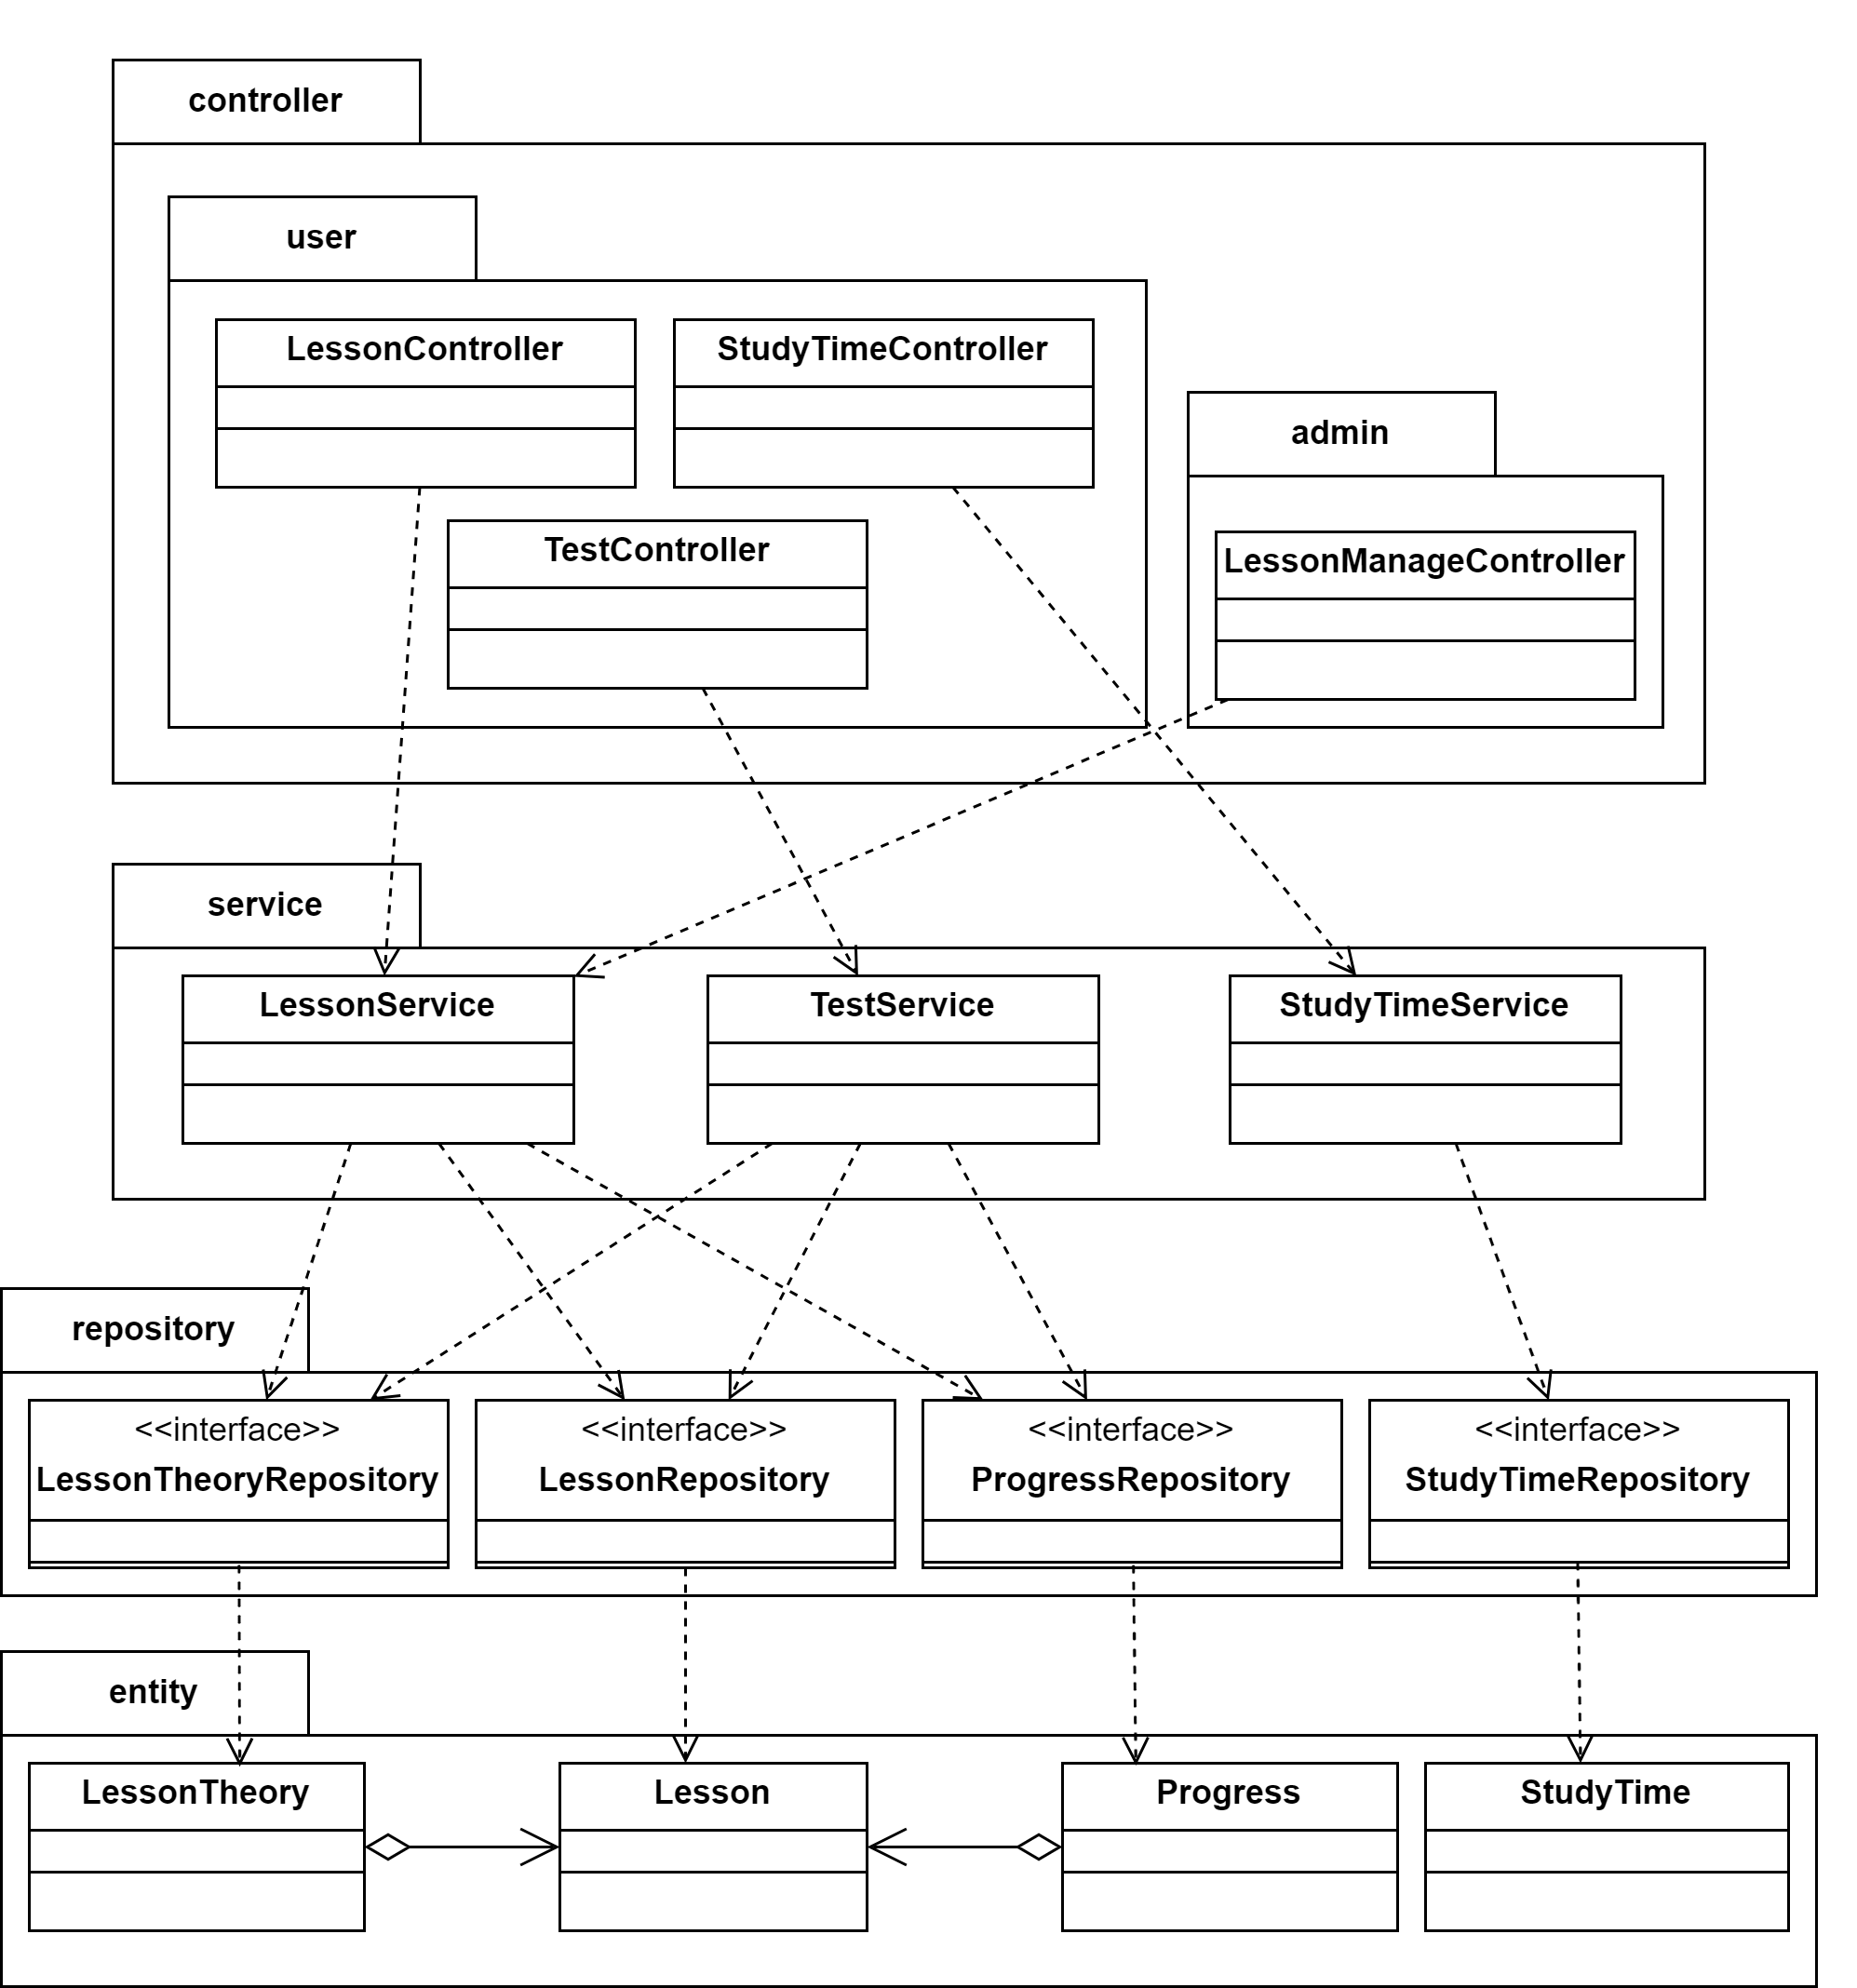 controller
user
LessonController
StudyTimeController
admin
TestController
LessonManageController
service
LessonService
TestService
StudyTimeService
repository
<<interface>>
LessonTheoryRepository
<<interface>>
LessonRepository
<<interface>>
ProgressRepository
<<interface>>
StudyTimeRepository
entity
LessonTheory
Lesson
Progress
StudyTime